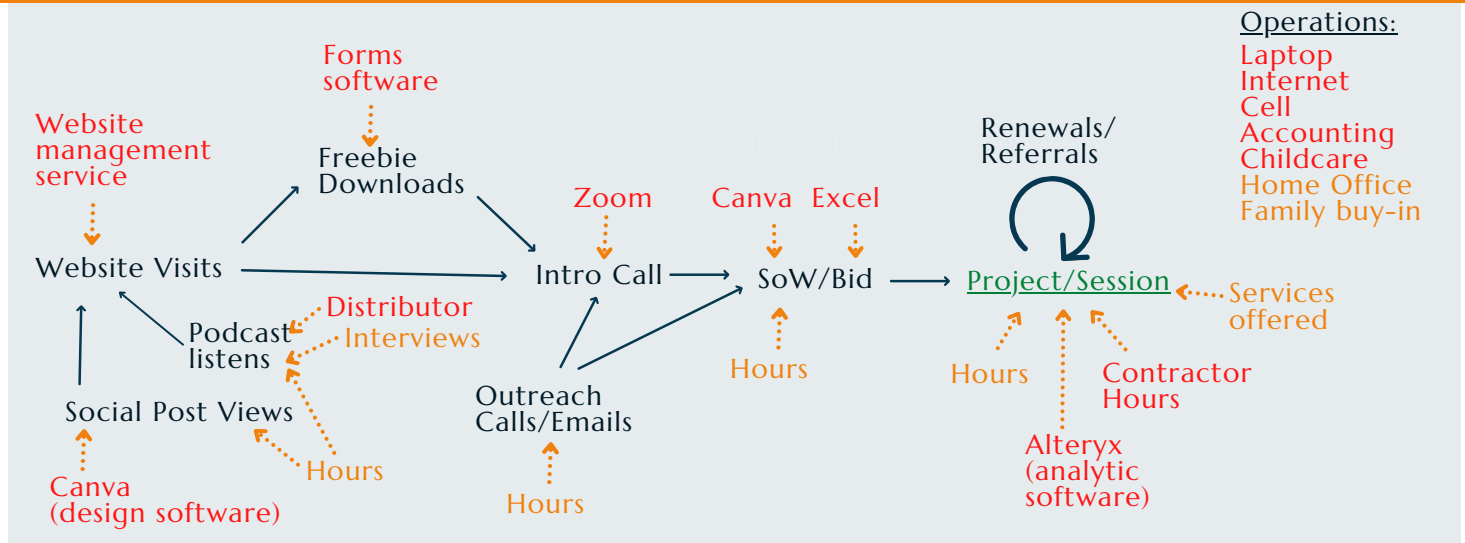 Operations:
Laptop
Internet
Cell
Accounting
Childcare
Home Office
Family buy-in
Forms
software
Website
management
service
Freebie
Downloads
Renewals/
Referrals
Zoom
Canva
Excel
Website Visits
Intro Call
SoW/Bid
Project/Session
Services
offered
Distributor
Interviews
Podcast
listens
Hours
Hours
Contractor
Hours
Outreach
Calls/Emails
Social Post Views
Hours
Hours
Alteryx
(analytic
software)
Canva
(design software)